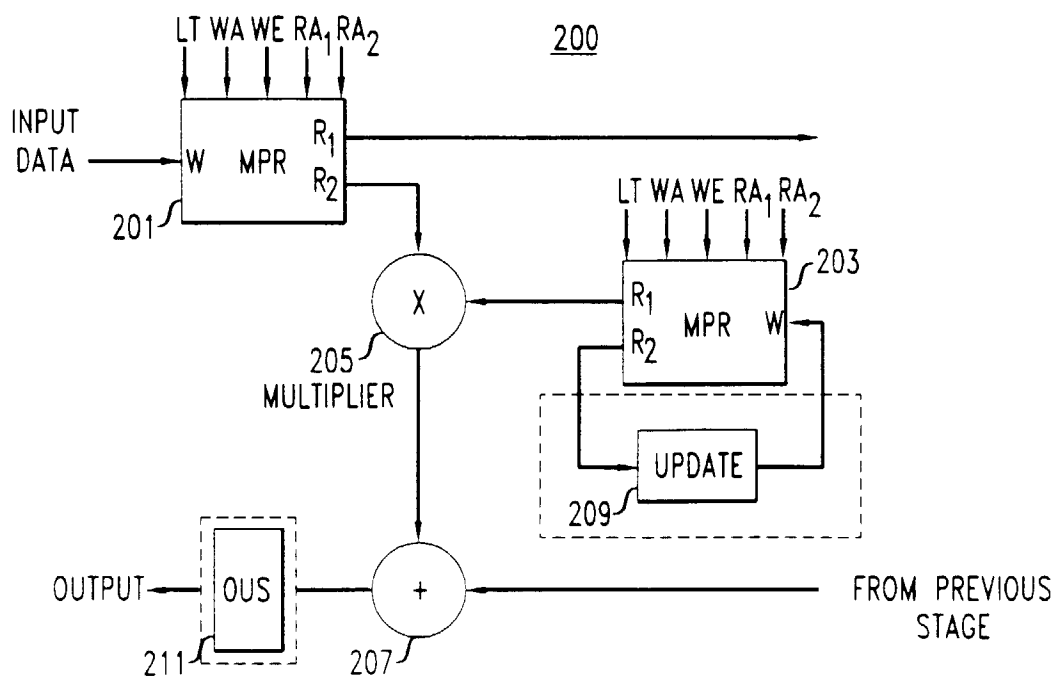 200
LT WA WE RA1 RA2
INPUT
DATA
W MPR R1
R2
201
LT WA WE RA1 RA2
203
R1 MPR W
R2
X
205
MULTIPLIER
UPDATE
209
OUTPUT OUS + FROM PREVIOUS
STAGE
211
207